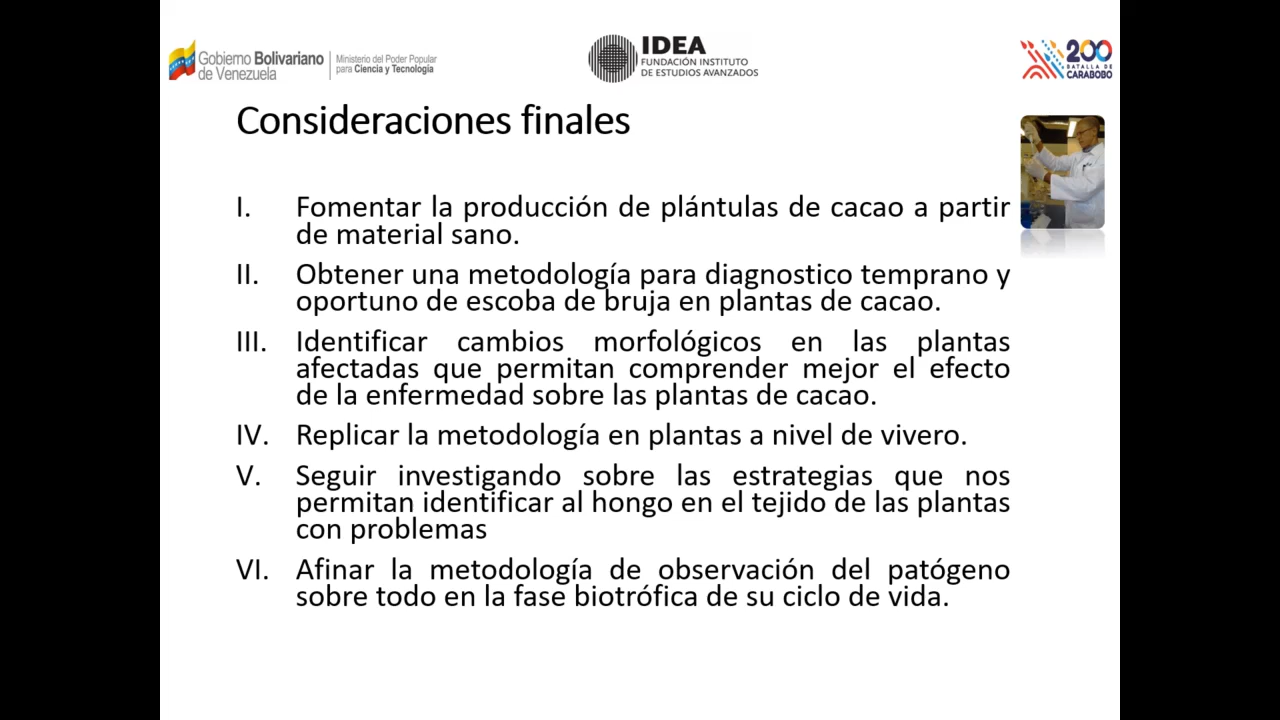 Gobierno Bolivariano
de Venezuela
Ministerio del Poder Popular
para Ciencia y Tecnología
IDEA
FUNDACIÓN INSTITUTO
DE ESTUDIOS AVANZADOS
200
BATALLA DE
CARABOBO
Consideraciones finales
I. Fomentar la producción de plántulas de cacao a partir
de material sano.
II. Obtener una metodología para diagnostico temprano y
oportuno de escoba de bruja en plantas de cacao.
III. Identificar cambios morfológicos en las plantas
afectadas que permitan comprender mejor el efecto
de la enfermedad sobre las plantas de cacao.
IV. Replicar la metodología en plantas a nivel de vivero.
V. Seguir investigando sobre las estrategias que nos
permitan identificar al hongo en el tejido de las plantas
con problemas
VI. Afinar la metodología de observación del patógeno
sobre todo en la fase biotrófica de su ciclo de vida.